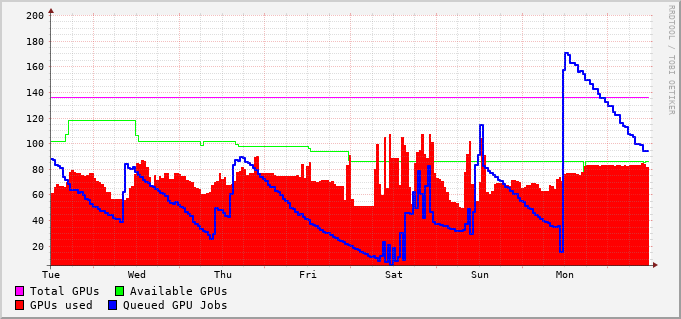 200
180
160
140
120
100
80
60
40
20
Tue Wed Thu Fri Sat Sun Mon
RRDTOOL / TOBI OETIKER
Total GPUs Available GPUs
GPUs used Queued GPU Jobs